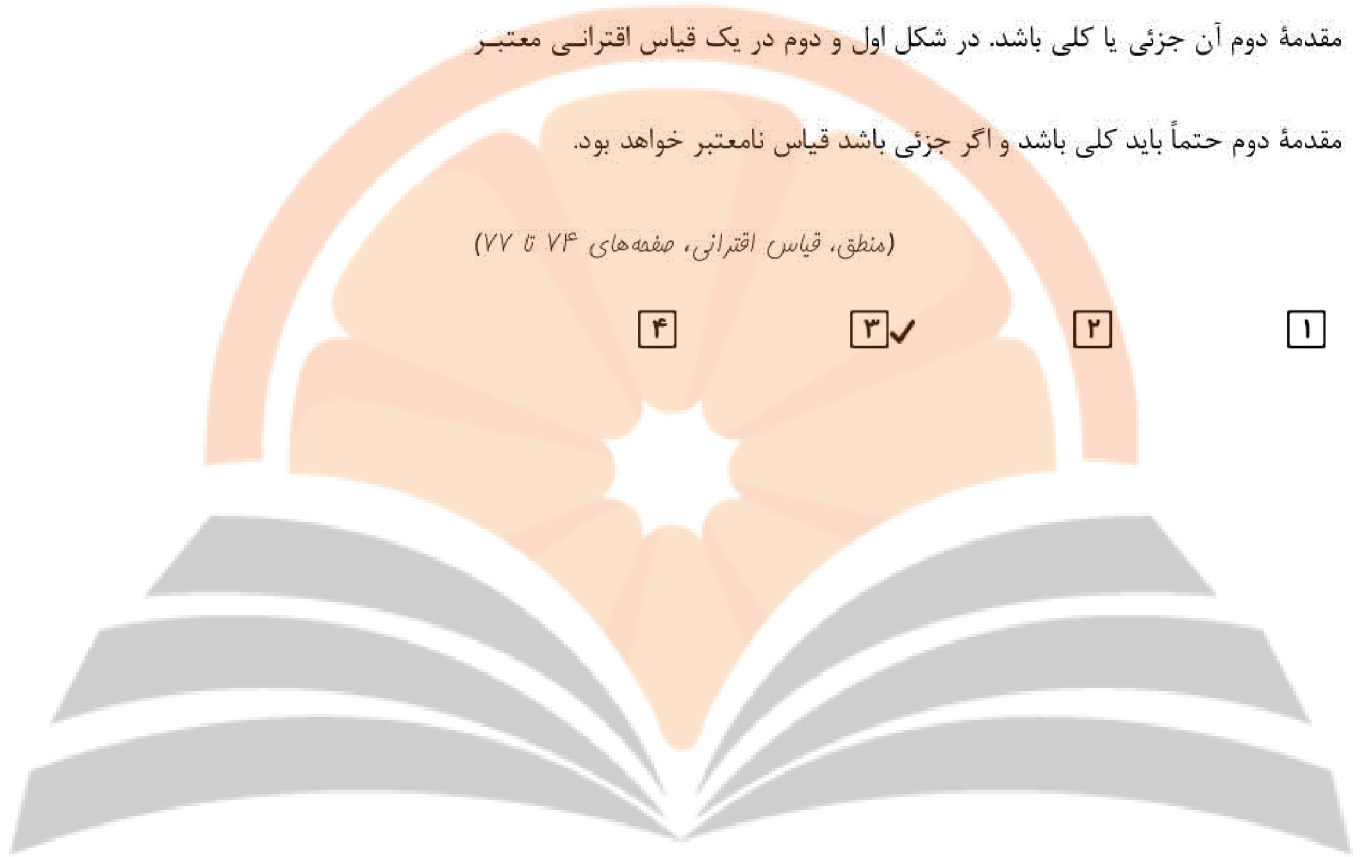 مقدمهٔ دوم آن جزئی یا کلی باشد. در شکل اول و دوم در یک قیاس اقترانی معتبر
مقدمهٔ دوم حتماً باید کلی باشد و اگر جزئی باشد قیاس نامعتبر خواهد بود.
(منطق، قیاس اقترانی، صفحه‌های ۷۴ تا ۷۷)
۱ ۲ ۳✓ ۴